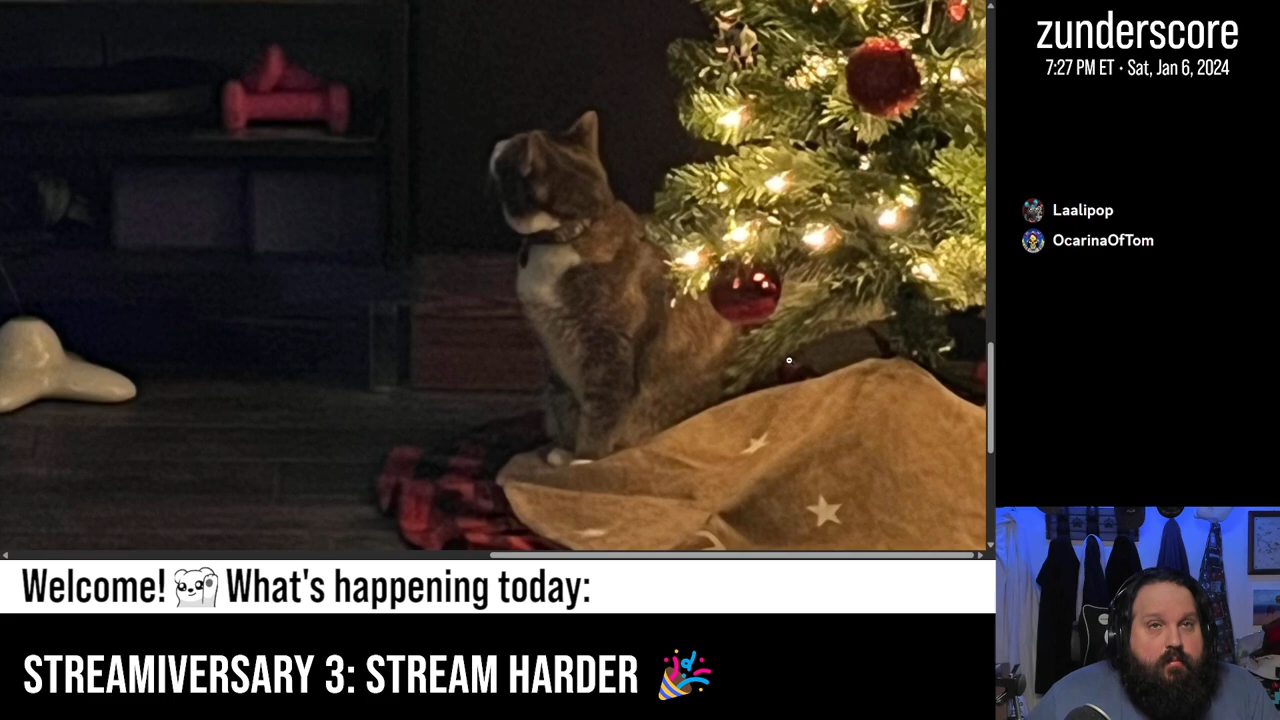 zunderscore
7:27 PM ET · Sat, Jan 6, 2024
Laalipop
OcarinaOfTom
Welcome! What's happening today:
STREAMIVERSARY 3: STREAM HARDER